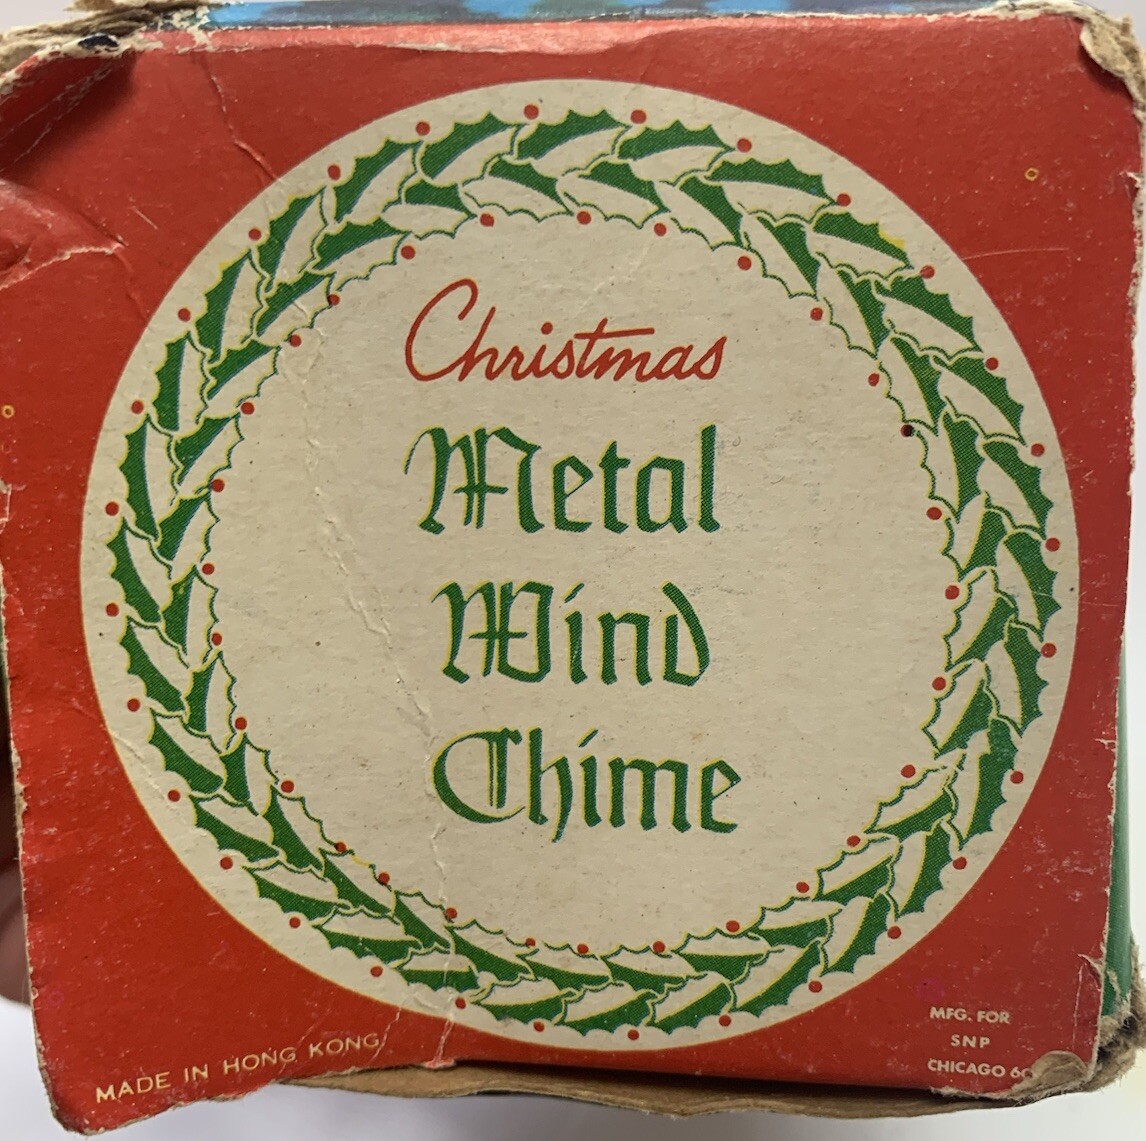 Christmas
Metal
Wind
Chime
MADE IN HONG KONG
MFG. FOR
SNP
CHICAGO